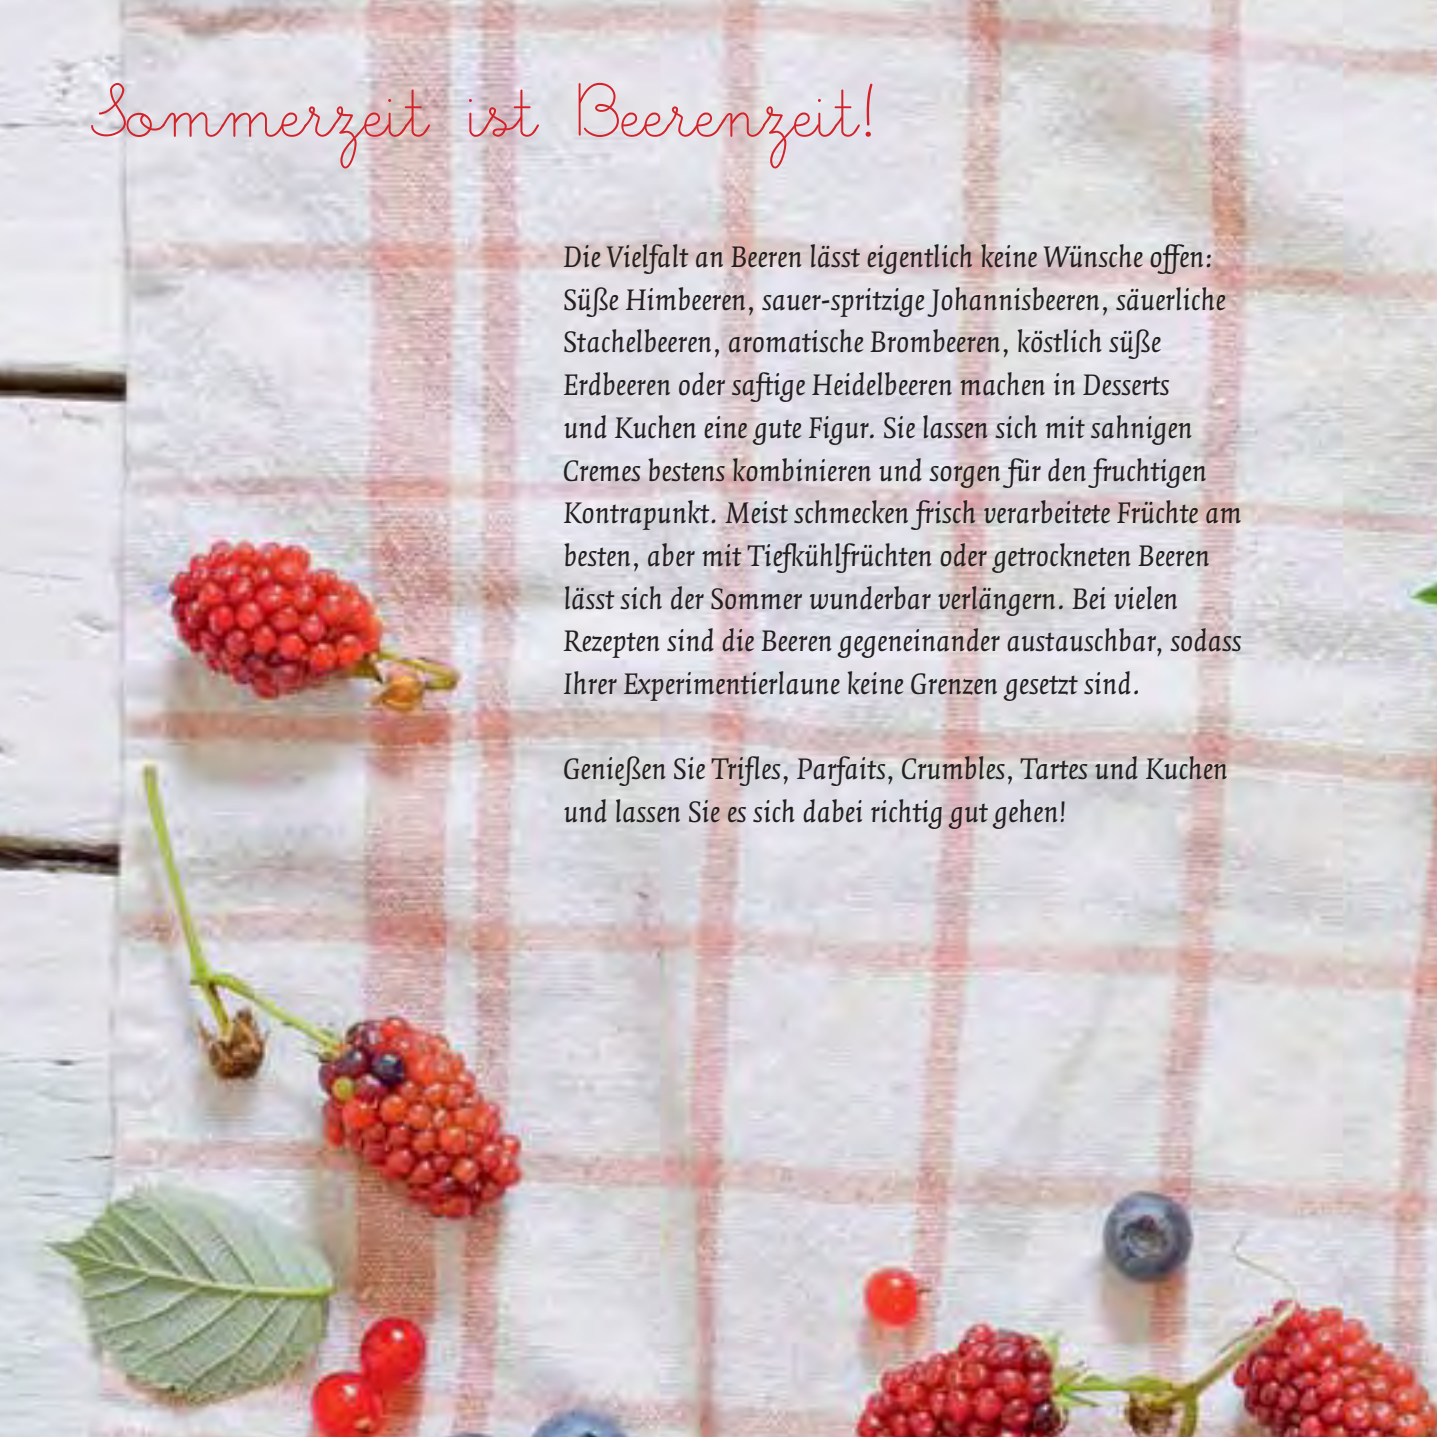 Sommerzeit ist Beerenzeit!
Die Vielfalt an Beeren lässt eigentlich keine Wünsche offen:
Süße Himbeeren, sauer-spritzige Johannisbeeren, säuerliche
Stachelbeeren, aromatische Brombeeren, köstlich süße
Erdbeeren oder saftige Heidelbeeren machen in Desserts
und Kuchen eine gute Figur. Sie lassen sich mit sahnigen
Cremes bestens kombinieren und sorgen für den fruchtigen
Kontrapunkt. Meist schmecken frisch verarbeitete Früchte am
besten, aber mit Tiefkühlfrüchten oder getrockneten Beeren
lässt sich der Sommer wunderbar verlängern. Bei vielen
Rezepten sind die Beeren gegeneinander austauschbar, sodass
Ihrer Experimentierlaune keine Grenzen gesetzt sind.
Genießen Sie Trifles, Parfaits, Crumbles, Tartes und Kuchen
und lassen Sie es sich dabei richtig gut gehen!